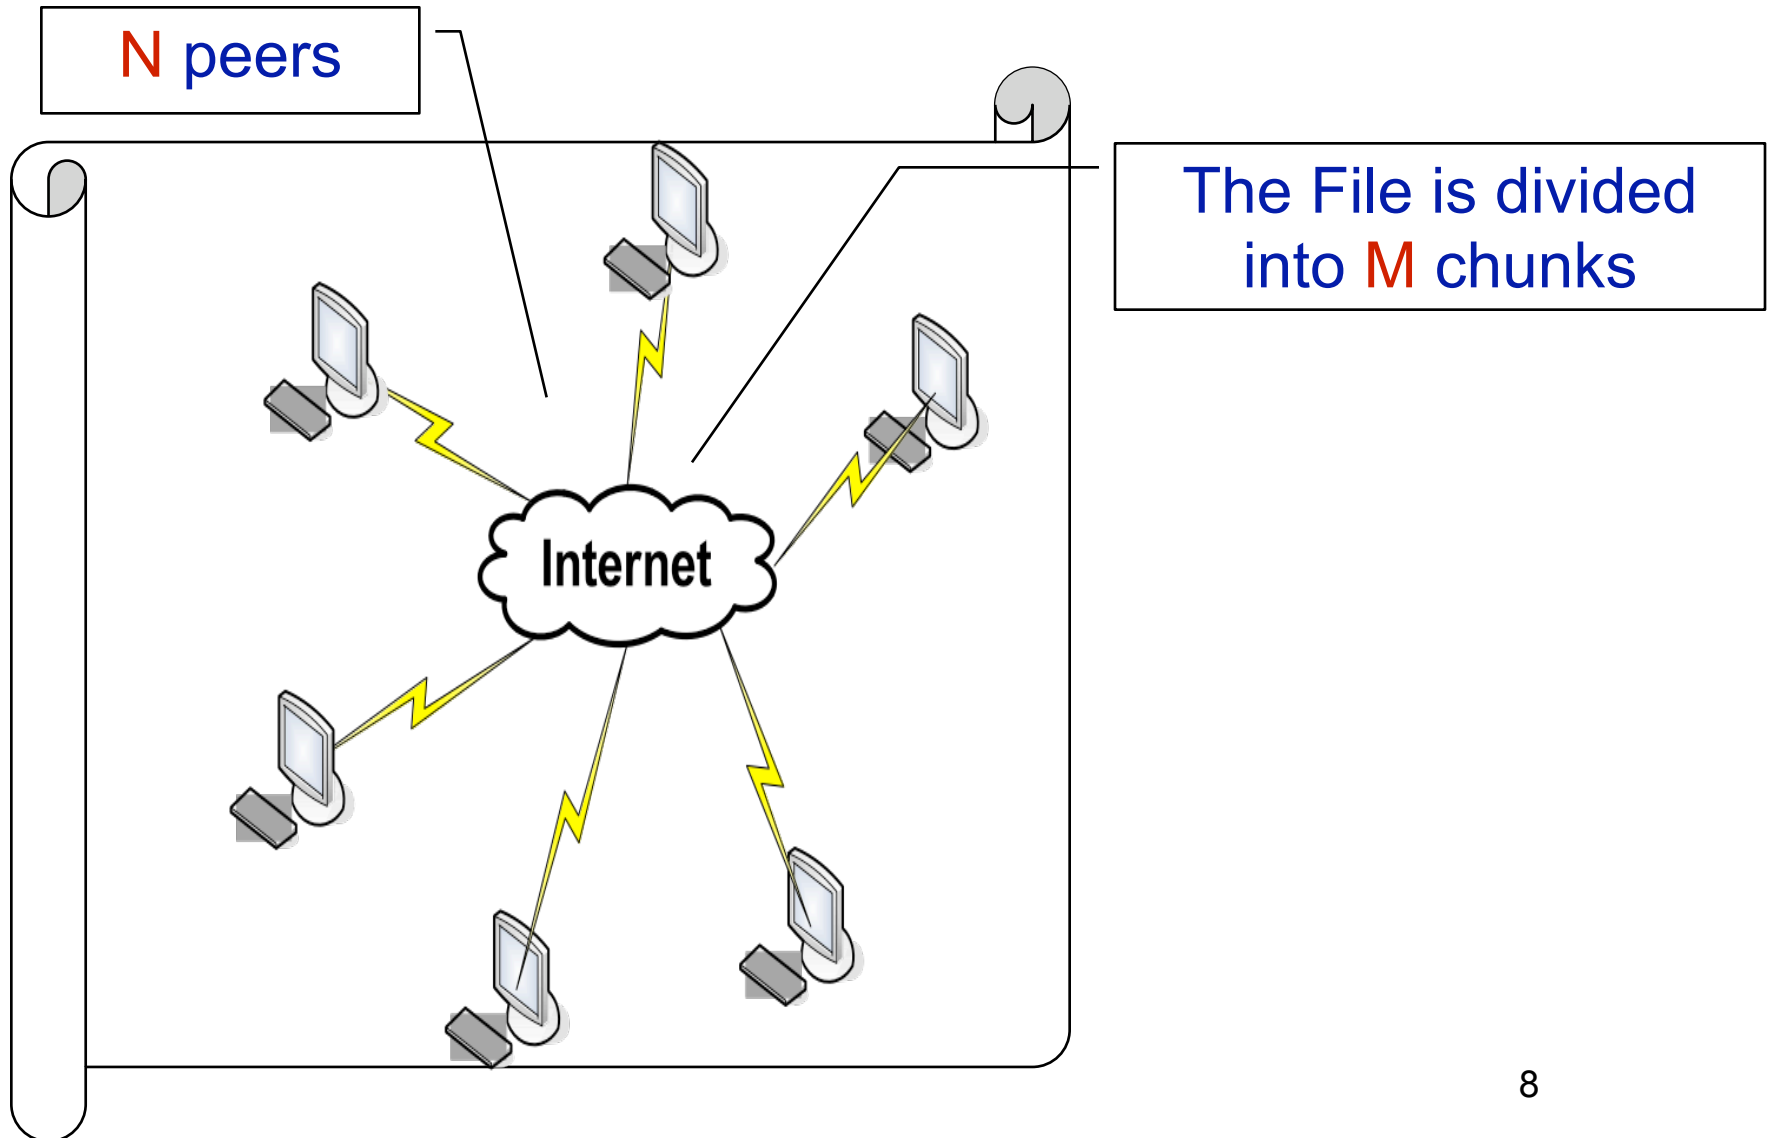 N peers
The File is divided
into M chunks
Internet
8